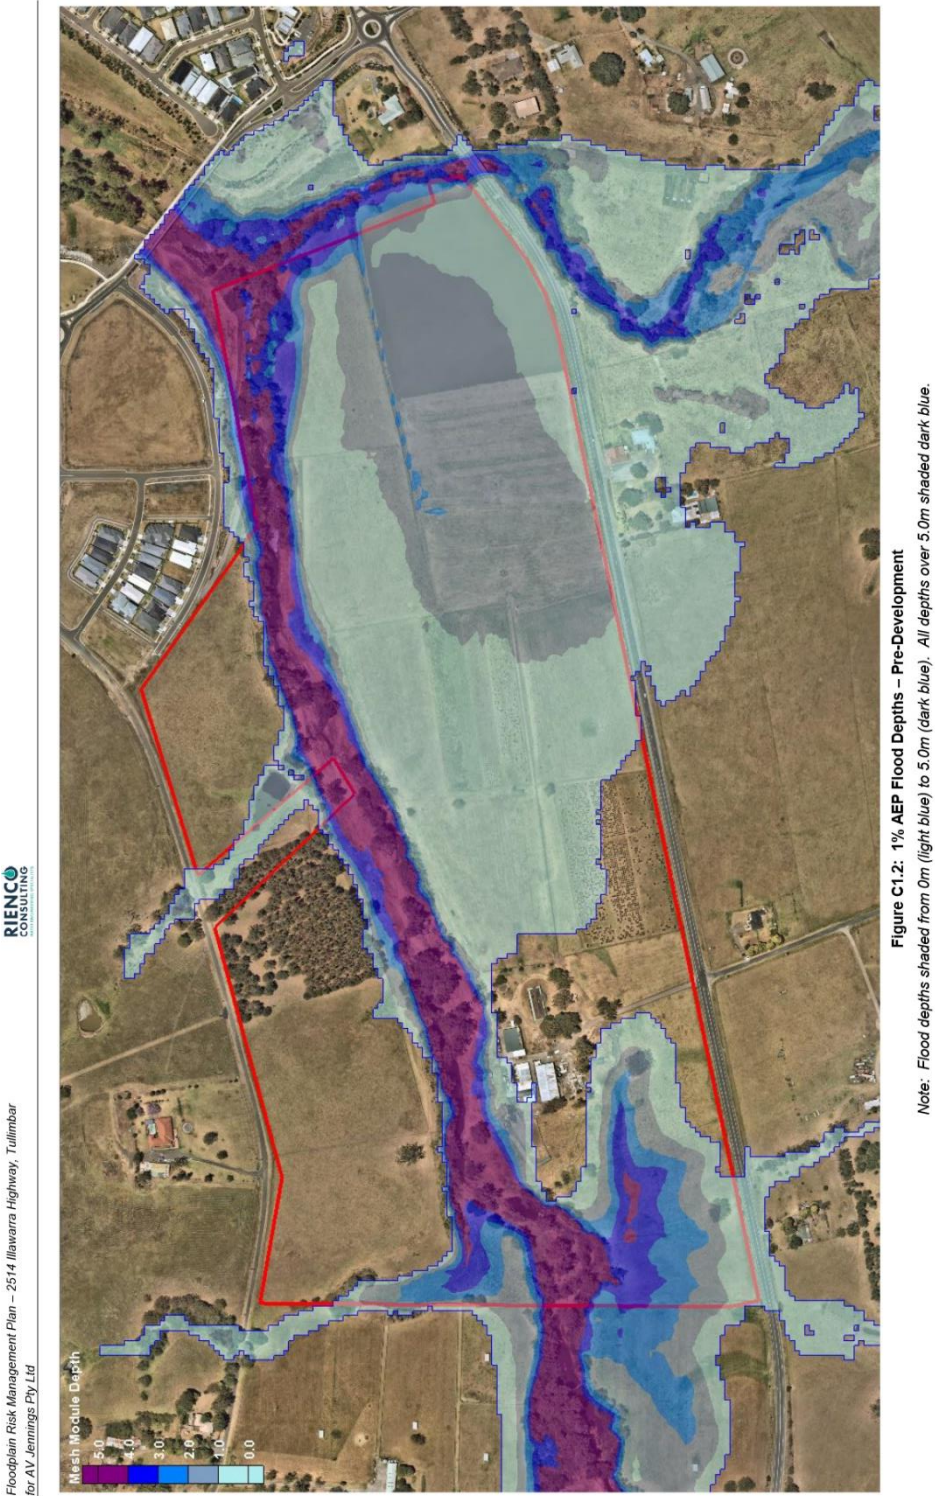 Floodplain Risk Management Plan – 2514 Illawarra Highway, Tullimbar
for AV Jennings Pty Ltd
RIENCO
CONSULTING
Mesh Module Depth
5.0
4.0
3.0
2.0
1.0
0.0
Figure C1.2: 1% AEP Flood Depths – Pre-Development
Note: Flood depths shaded from 0m (light blue) to 5.0m (dark blue). All depths over 5.0m shaded dark blue.